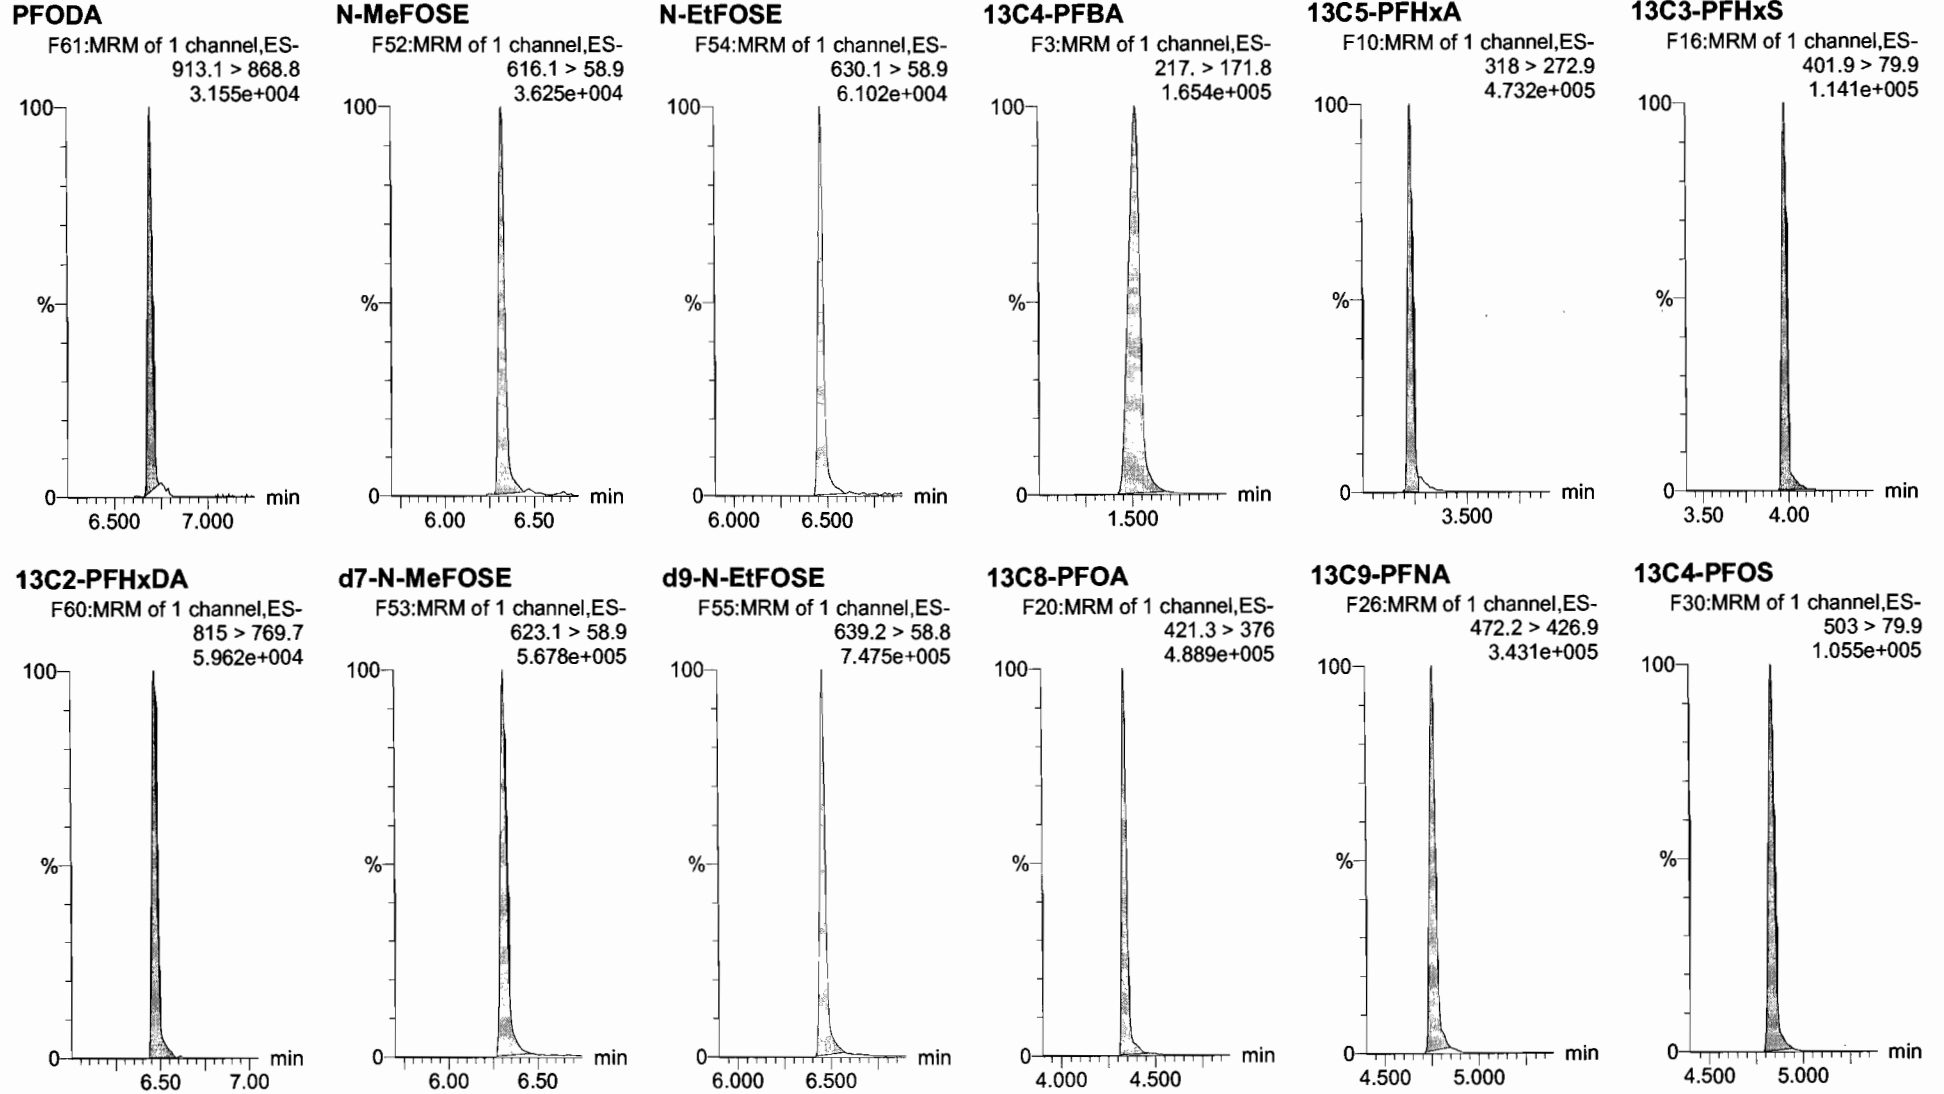 PFODA
F61:MRM of 1 channel,ES-
913.1 > 868.8
3.155e+004
100
%
0
6.500 7.000
min
N-MeFOSE
F52:MRM of 1 channel,ES-
616.1 > 58.9
3.625e+004
100
%
0
6.00 6.50
min
N-EtFOSE
F54:MRM of 1 channel,ES-
630.1 > 58.9
6.102e+004
100
%
0
6.000 6.500
min
13C4-PFBA
F3:MRM of 1 channel,ES-
217. > 171.8
1.654e+005
100
%
0
1.500
min
13C5-PFHxA
F10:MRM of 1 channel,ES-
318 > 272.9
4.732e+005
100
%
0
3.500
min
13C3-PFHxS
F16:MRM of 1 channel,ES-
401.9 > 79.9
1.141e+005
100
%
0
3.50 4.00
min
13C2-PFHxDA
F60:MRM of 1 channel,ES-
815 > 769.7
5.962e+004
100
%
0
6.50 7.00
min
d7-N-MeFOSE
F53:MRM of 1 channel,ES-
623.1 > 58.9
5.678e+005
100
%
0
6.00 6.50
min
d9-N-EtFOSE
F55:MRM of 1 channel,ES-
639.2 > 58.8
7.475e+005
100
%
0
6.000 6.500
min
13C8-PFOA
F20:MRM of 1 channel,ES-
421.3 > 376
4.889e+005
100
%
0
4.000 4.500
min
13C9-PFNA
F26:MRM of 1 channel,ES-
472.2 > 426.9
3.431e+005
100
%
0
4.500 5.000
min
13C4-PFOS
F30:MRM of 1 channel,ES-
503 > 79.9
1.055e+005
100
%
0
4.500 5.000
min